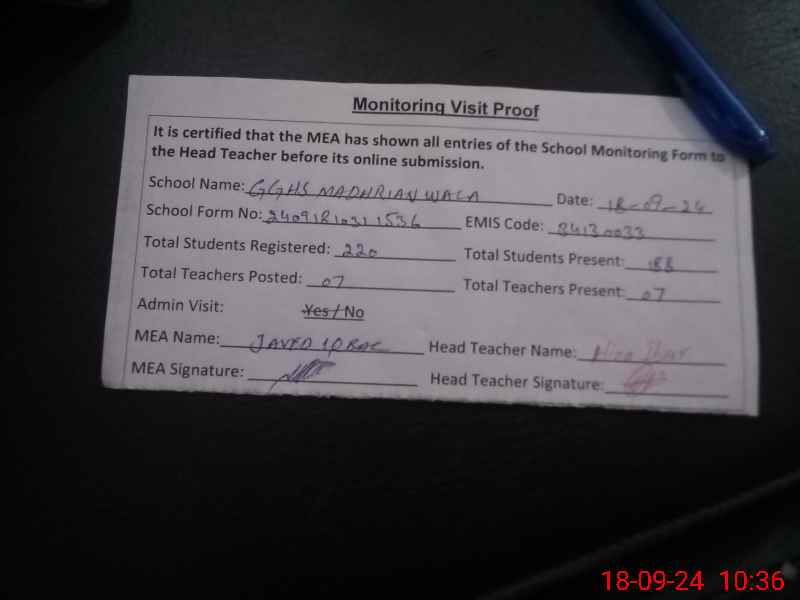 Monitoring Visit Proof
It is certified that the MEA has shown all entries of the School Monitoring Form to
the Head Teacher before its online submission.
School Name: GGHS MADHRIAN WALA Date: 18-09-24
School Form No: 24091810311536 EMIS Code: 34130033
Total Students Registered: 220 Total Students Present: 188
Total Teachers Posted: 07 Total Teachers Present: 07
Admin Visit: Yes / No
MEA Name: JAVED IQBAL Head Teacher Name:
MEA Signature: Head Teacher Signature:
18-09-24 10:36